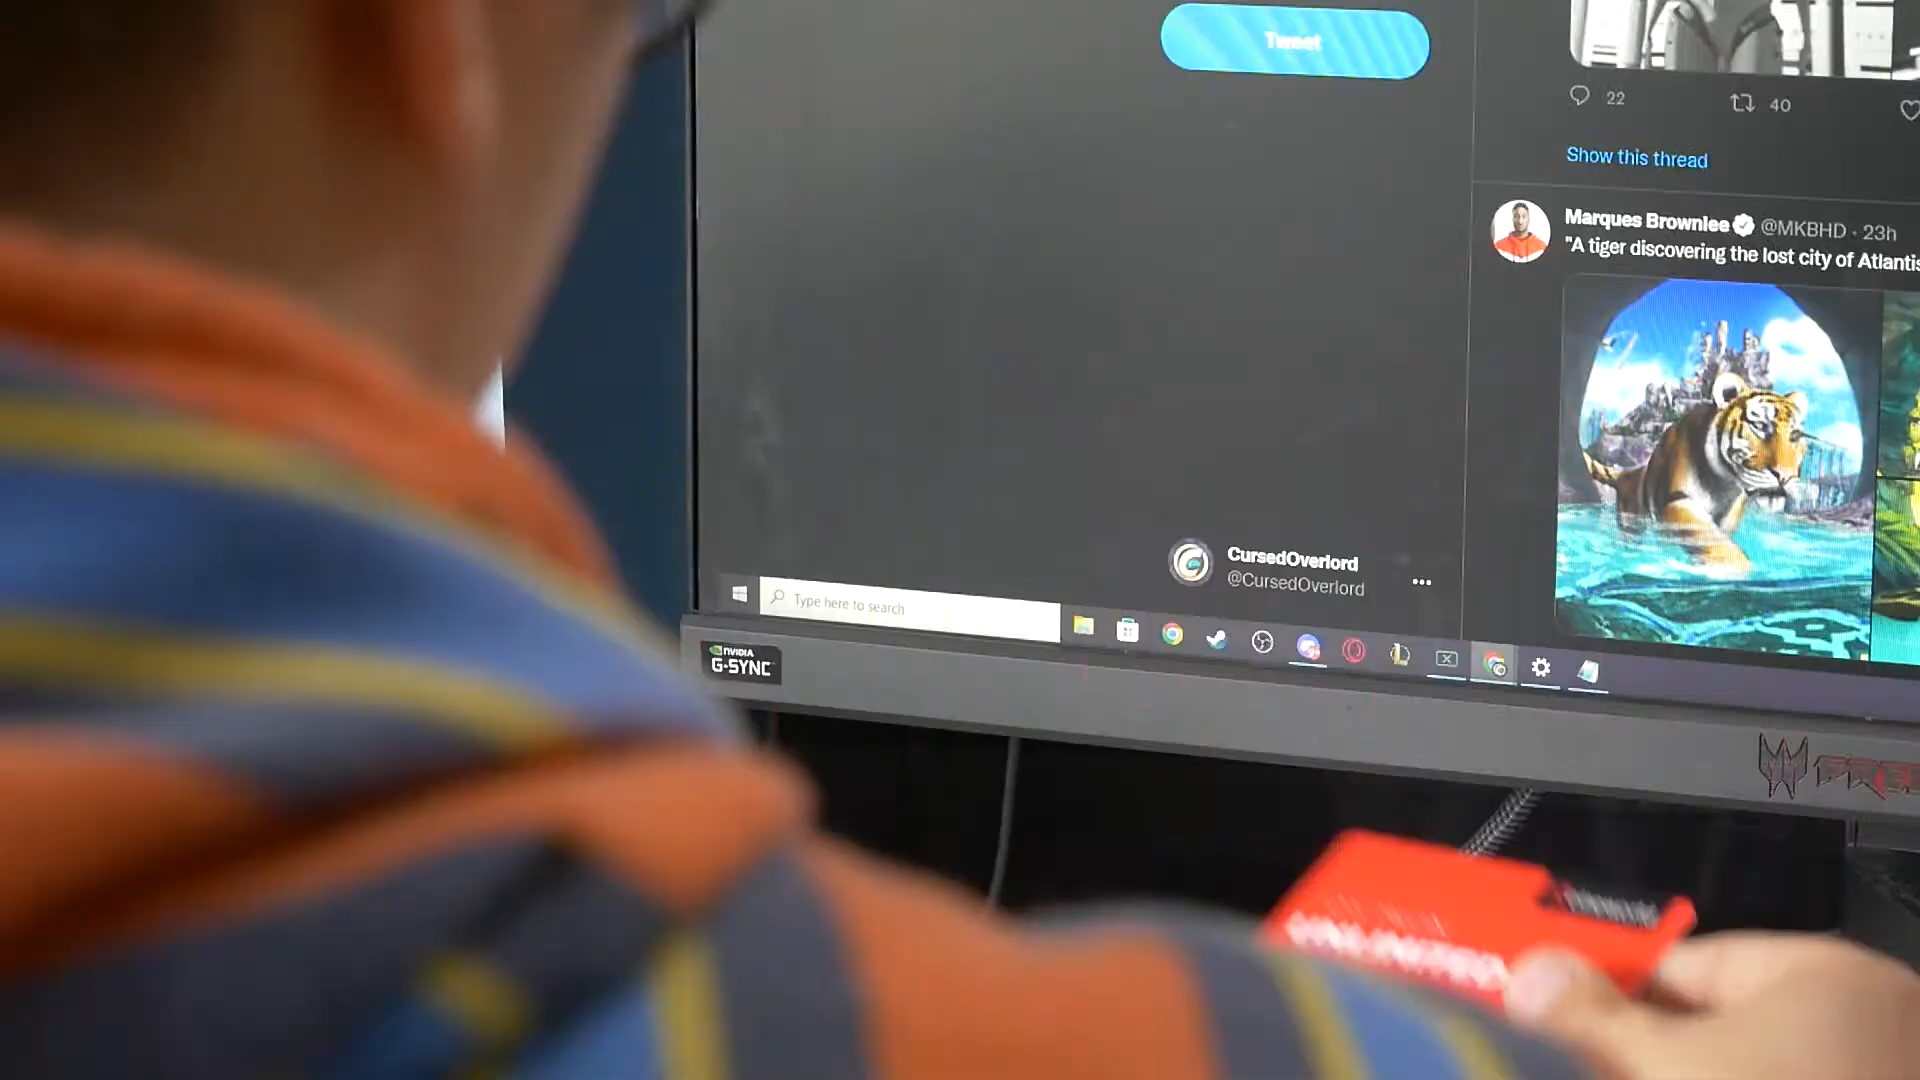 Tweet
22
40
Show this thread
Marques Brownlee @MKBHD · 23h
"A tiger discovering the lost city of Atlantis
CursedOverlord
@CursedOverlord
Type here to search
NVIDIA
G-SYNC
UNLIMITED